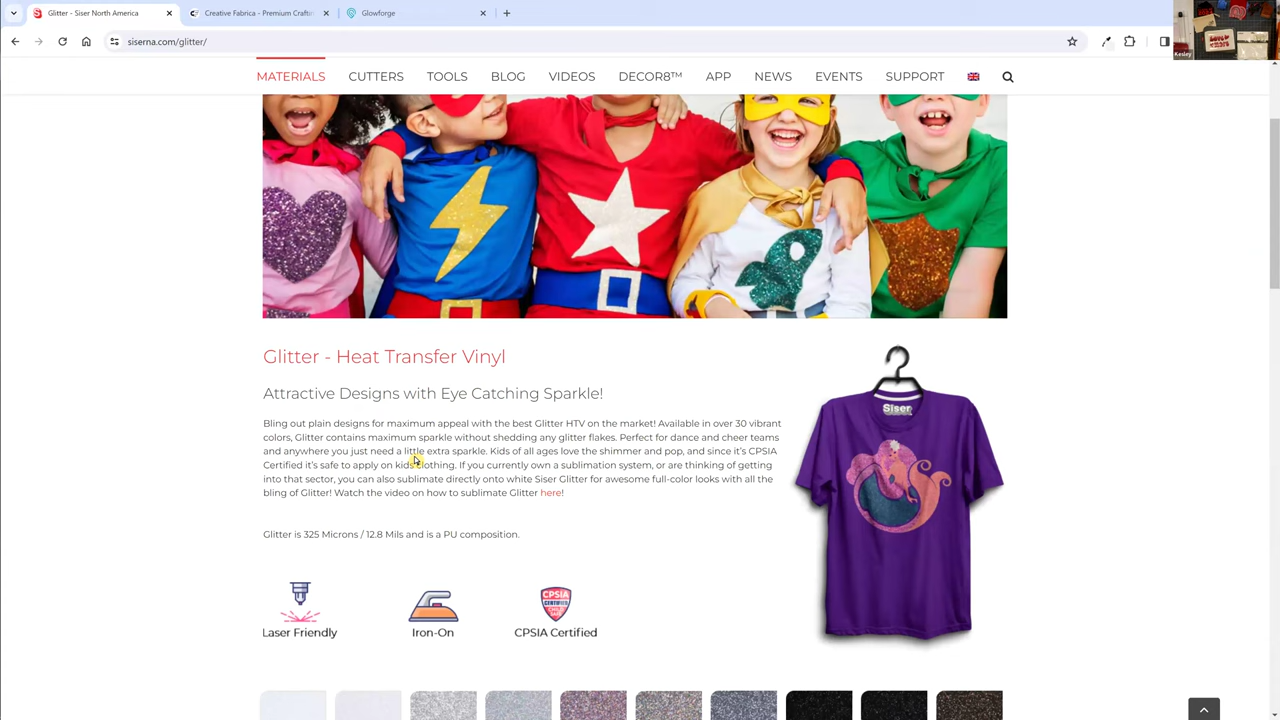 Glitter - Siser North America
Creative Fabrica - Premium Craftin
Glowforge
siserna.com/glitter/
Kesley
MATERIALS CUTTERS TOOLS BLOG VIDEOS DECOR8™ APP NEWS EVENTS SUPPORT
Glitter - Heat Transfer Vinyl
Attractive Designs with Eye Catching Sparkle!
Bling out plain designs for maximum appeal with the best Glitter HTV on the market! Available in over 30 vibrant
colors, Glitter contains maximum sparkle without shedding any glitter flakes. Perfect for dance and cheer teams
and anywhere you just need a little extra sparkle. Kids of all ages love the shimmer and pop, and since it's CPSIA
Certified it's safe to apply on kids clothing. If you currently own a sublimation system, or are thinking of getting
into that sector, you can also sublimate directly onto white Siser Glitter for awesome full-color looks with all the
bling of Glitter! Watch the video on how to sublimate Glitter here!
Glitter is 325 Microns / 12.8 Mils and is a PU composition.
Siser
CPSIA
CERTIFIED
Laser Friendly
Iron-On
CPSIA Certified